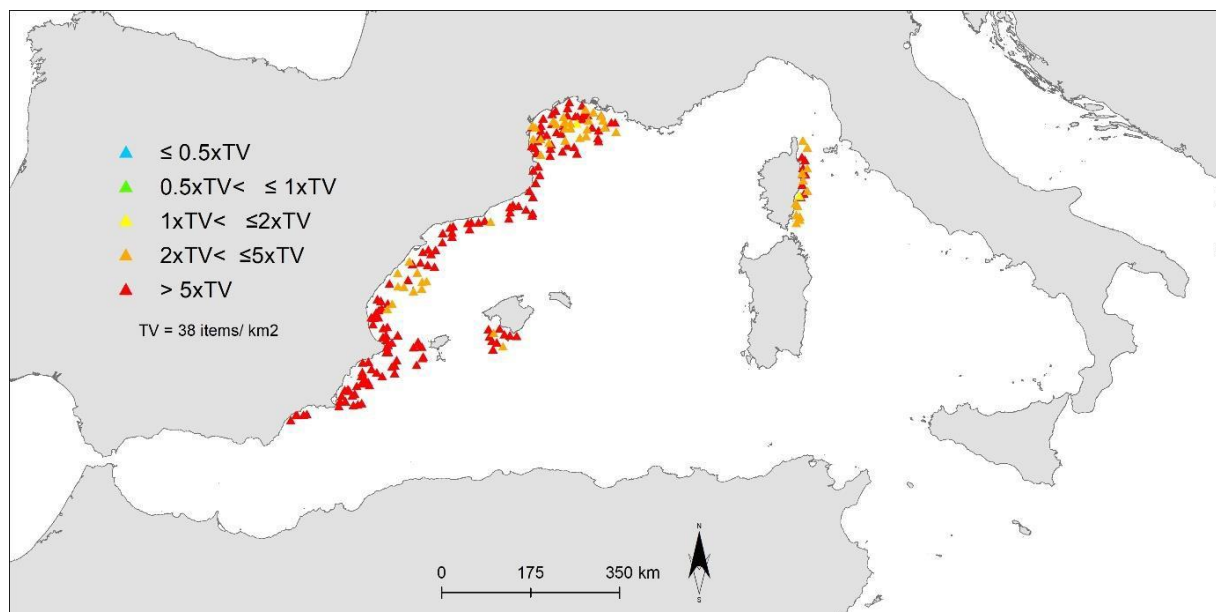 ≤ 0.5xTV
0.5xTV< ≤ 1xTV
1xTV< ≤2xTV
2xTV< ≤5xTV
> 5xTV
TV = 38 items/ km2
N
S
0 175 350 km